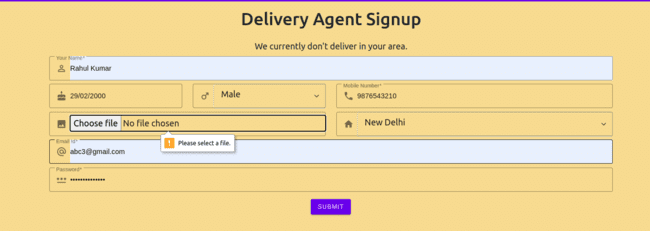 Delivery Agent Signup
We currently don't deliver in your area.
Your Name*
Rahul Kumar
29/02/2000
Male
Mobile Number*
9876543210
Choose file No file chosen
New Delhi
! Please select a file.
Email Id*
abc3@gmail.com
Password*
••••••••••••••
SUBMIT